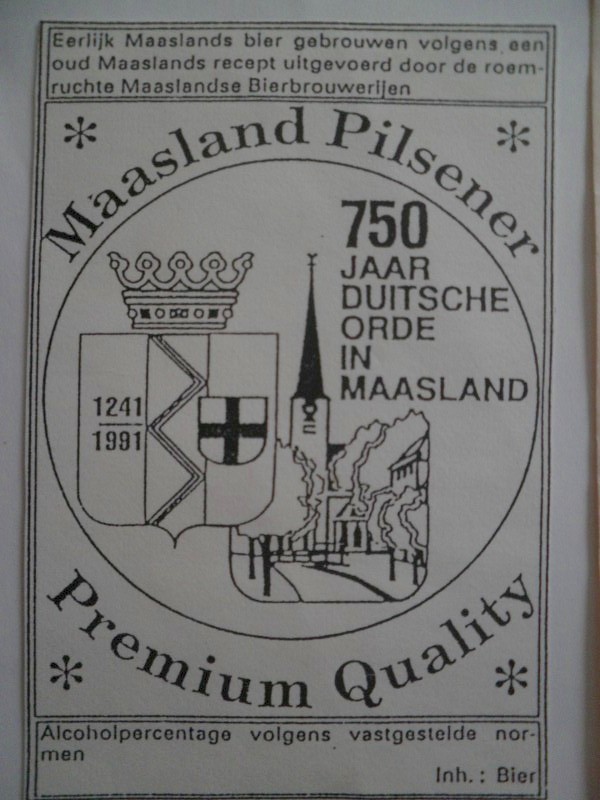 Eerlijk Maaslands bier gebrouwen volgens een
oud Maaslands recept uitgevoerd door de roem-
ruchte Maaslandse Bierbrouwerijen
Maasland Pilsener
750
JAAR
DUITSCHE
ORDE
IN
MAASLAND
1241
1991
Premium Quality
Alcoholpercentage volgens vastgestelde nor-
men
Inh.: Bier